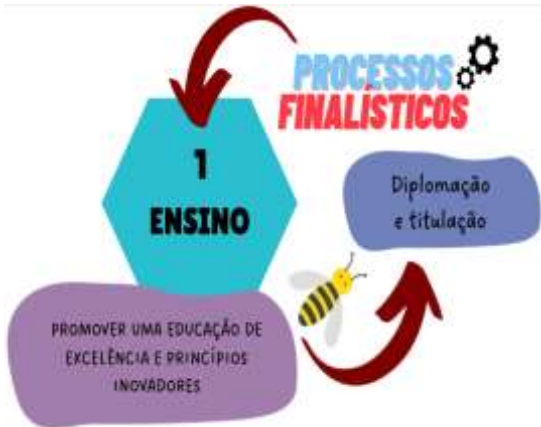 PROCESSOS
FINALÍSTICOS
1
ENSINO
Diplomação
e titulação
PROMOVER UMA EDUCAÇÃO DE
EXCELÊNCIA E PRINCÍPIOS
INOVADORES